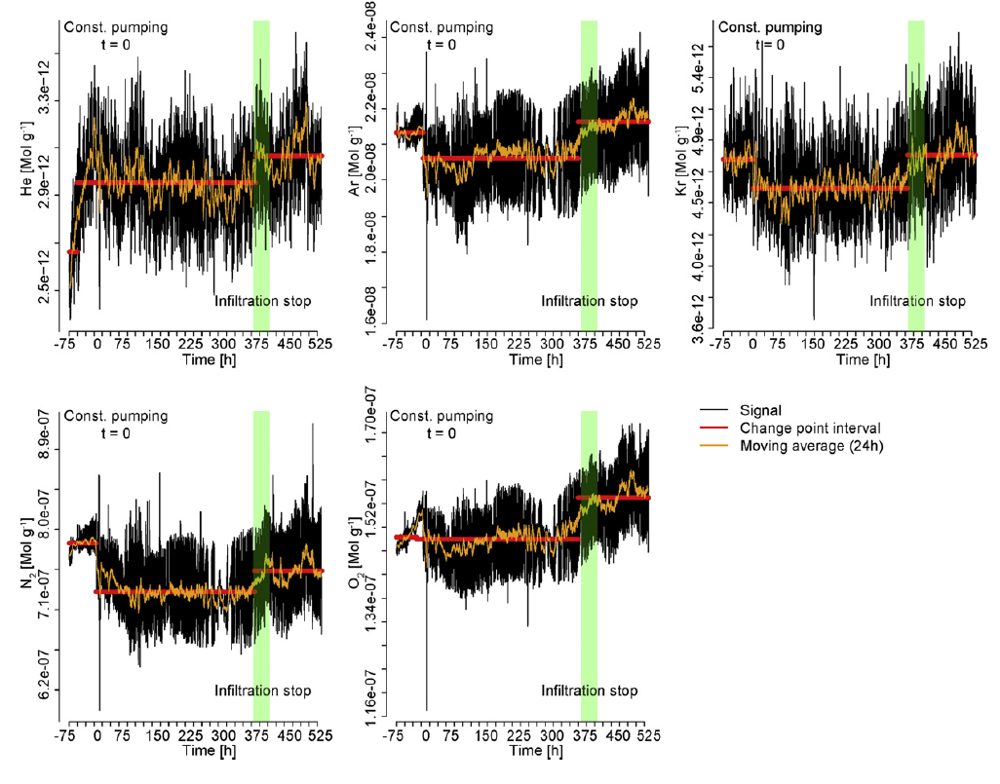 Const. pumping
t = 0
He [Mol g⁻¹]
2.5e-12 2.9e-12 3.3e-12
Infiltration stop
-75 0 75 150 225 300 375 450 525
Time [h]
Const. pumping
t = 0
Ar [Mol g⁻¹]
1.6e-08 1.8e-08 2.0e-08 2.2e-08 2.4e-08
Infiltration stop
-75 0 75 150 225 300 375 450 525
Time [h]
Const. pumping
t = 0
Kr [Mol g⁻¹]
3.6e-12 4.0e-12 4.5e-12 4.9e-12 5.4e-12
Infiltration stop
-75 0 75 150 225 300 375 450 525
Time [h]
Const. pumping
t = 0
N₂ [Mol g⁻¹]
6.2e-07 7.1e-07 8.0e-07 8.9e-07
Infiltration stop
-75 0 75 150 225 300 375 450 525
Time [h]
Const. pumping
t = 0
O₂ [Mol g⁻¹]
1.16e-07 1.34e-07 1.52e-07 1.70e-07
Infiltration stop
-75 0 75 150 225 300 375 450 525
Time [h]
Signal
Change point interval
Moving average (24h)